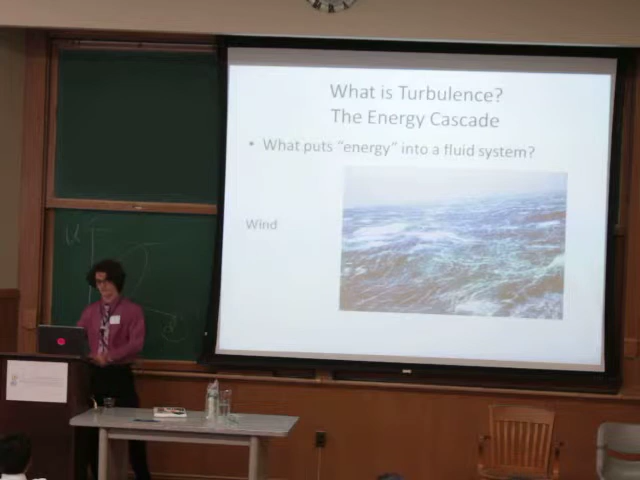 What is Turbulence?
The Energy Cascade
• What puts “energy” into a fluid system?
Wind